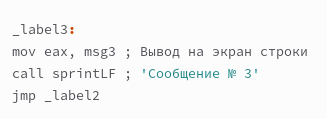 _label3:
mov eax, msg3 ; Вывод на экран строки
call sprintLF ; 'Сообщение № 3'
jmp _label2